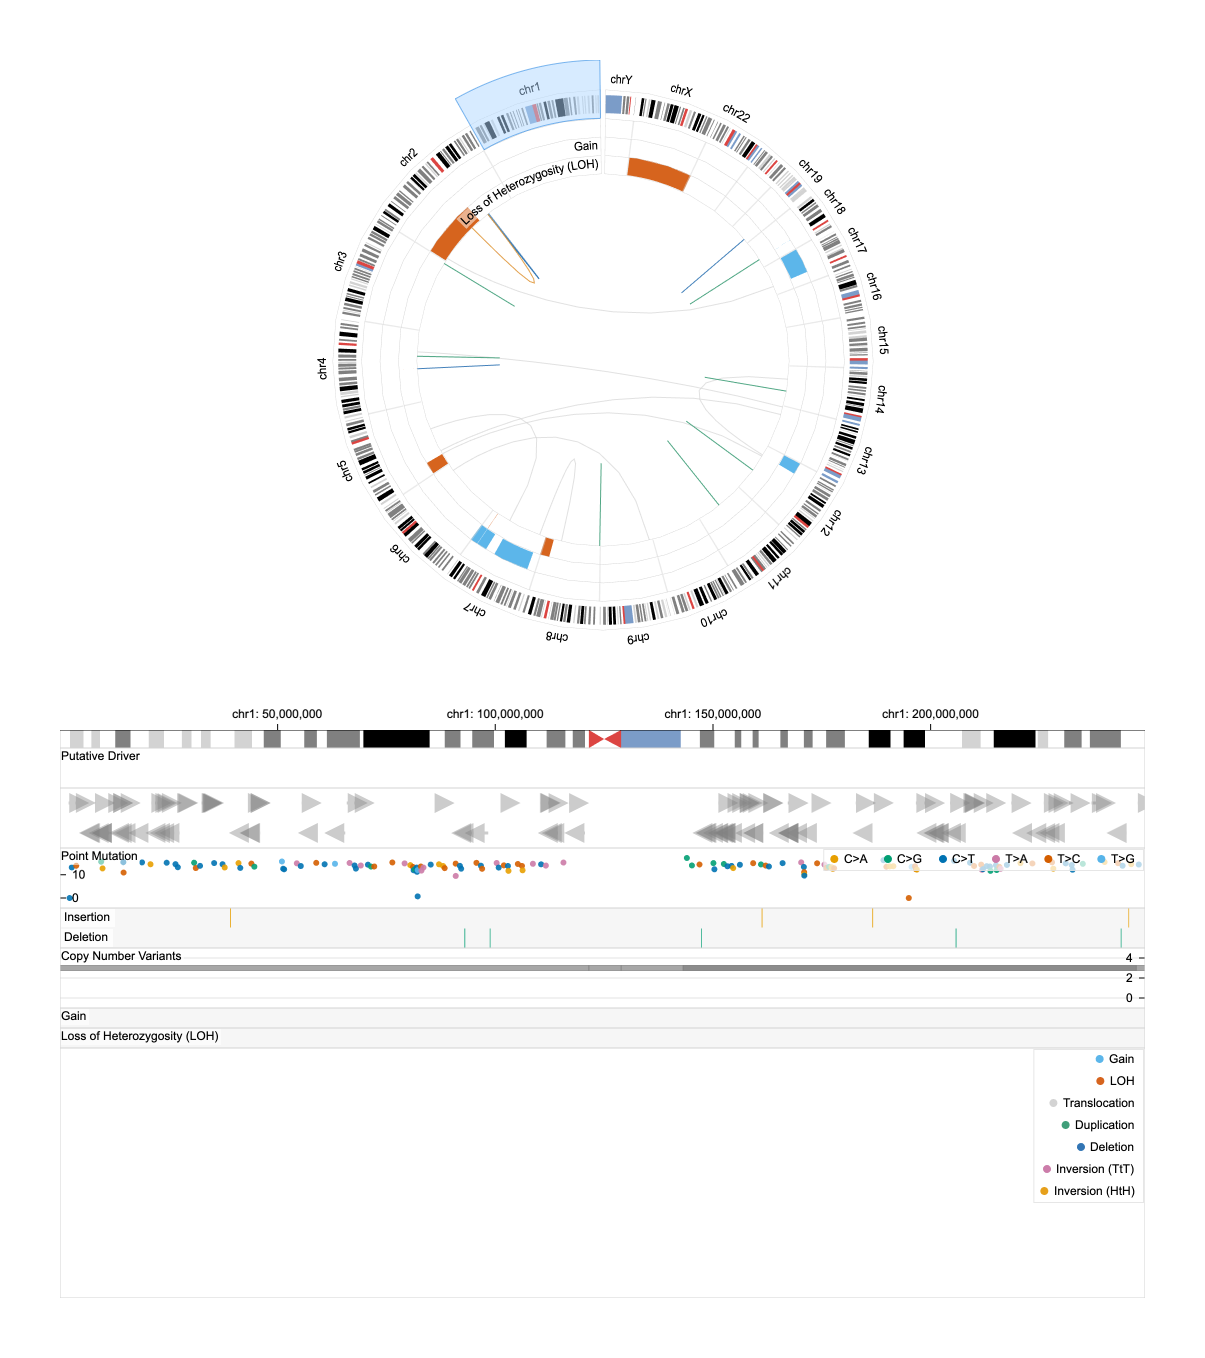 chr1
chrY
chrX
chr22
chr19
chr18
chr17
chr16
chr15
chr14
chr13
chr12
chr11
chr10
chr9
chr8
chr7
chr6
chr5
chr4
chr3
chr2
Gain
Loss of Heterozygosity (LOH)
chr1: 50,000,000 chr1: 100,000,000 chr1: 150,000,000 chr1: 200,000,000
Putative Driver
Point Mutation
C>A C>G C>T T>A T>C T>G
10
0
Insertion
Deletion
Copy Number Variants
4
2
0
Gain
Loss of Heterozygosity (LOH)
Gain
LOH
Translocation
Duplication
Deletion
Inversion (TtT)
Inversion (HtH)